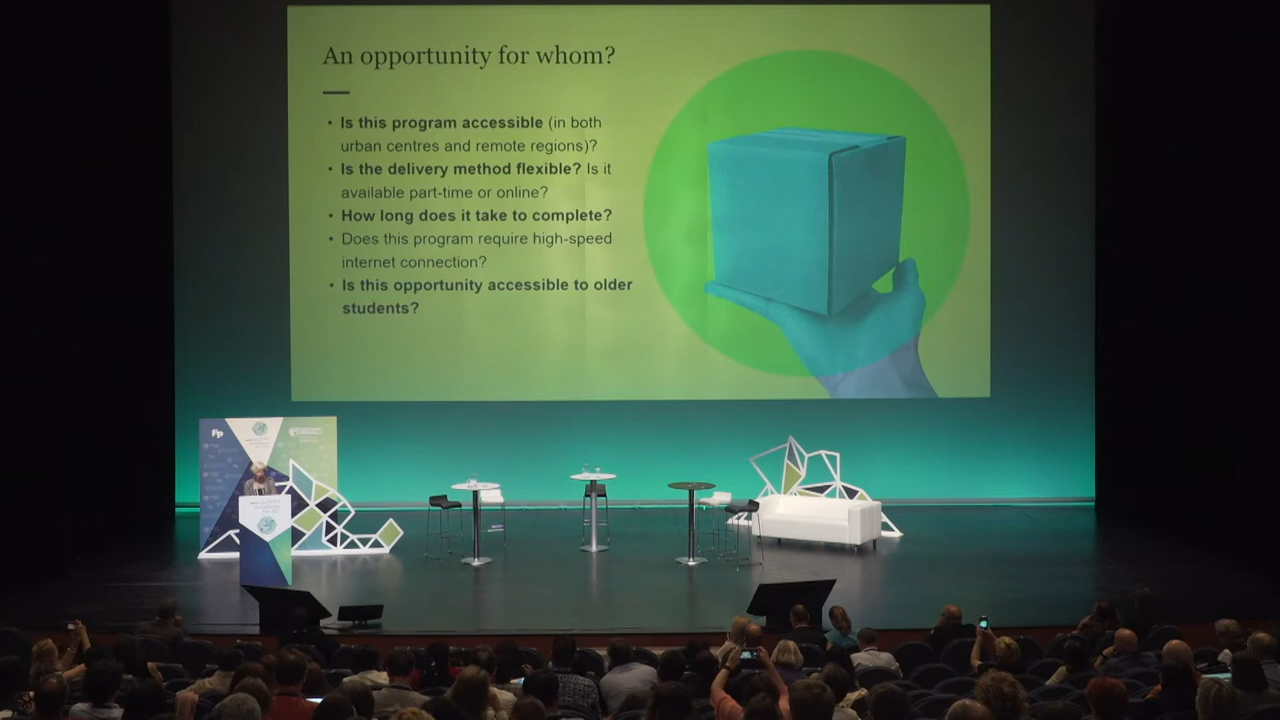 An opportunity for whom?
• Is this program accessible (in both
urban centres and remote regions)?
• Is the delivery method flexible? Is it
available part-time or online?
• How long does it take to complete?
• Does this program require high-speed
internet connection?
• Is this opportunity accessible to older
students?